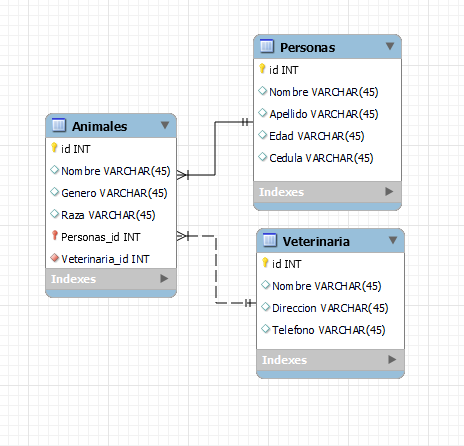 Personas
id INT
Nombre VARCHAR(45)
Apellido VARCHAR(45)
Edad VARCHAR(45)
Cedula VARCHAR(45)
Indexes
Animales
id INT
Nombre VARCHAR(45)
Genero VARCHAR(45)
Raza VARCHAR(45)
Personas_id INT
Veterinaria_id INT
Indexes
Veterinaria
id INT
Nombre VARCHAR(45)
Direccion VARCHAR(45)
Telefono VARCHAR(45)
Indexes